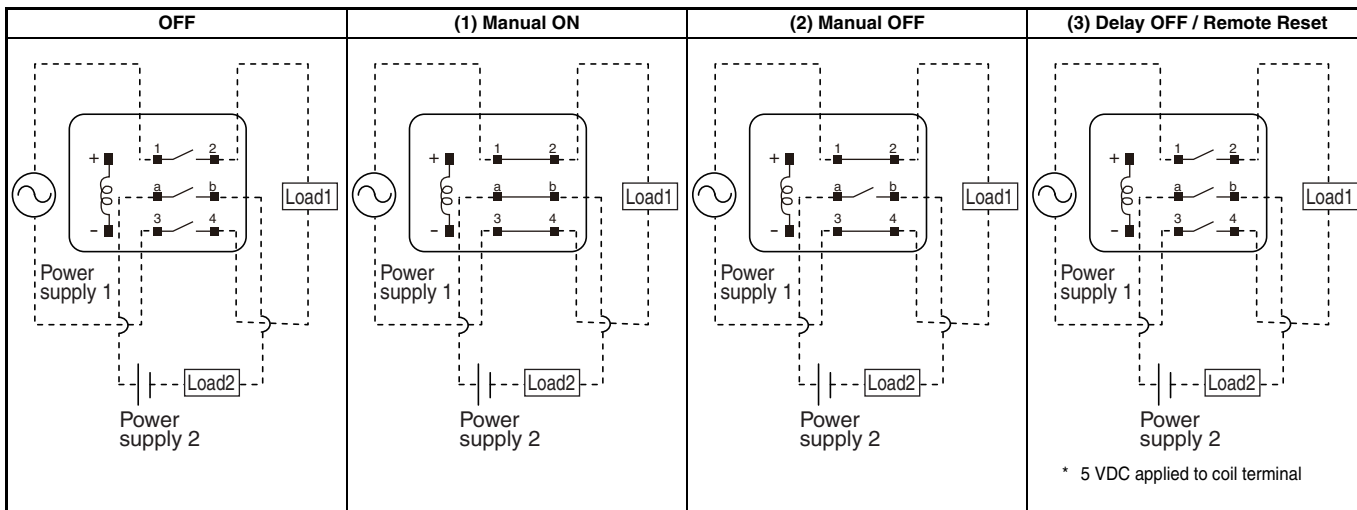 OFF
(1) Manual ON
(2) Manual OFF
(3) Delay OFF / Remote Reset
1 2
+
a b
Load1
3 4
-
Power
supply 1
Load2
Power
supply 2
1 2
+
a b
Load1
3 4
-
Power
supply 1
Load2
Power
supply 2
1 2
+
a b
Load1
3 4
-
Power
supply 1
Load2
Power
supply 2
1 2
+
a b
Load1
3 4
-
Power
supply 1
Load2
Power
supply 2
* 5 VDC applied to coil terminal